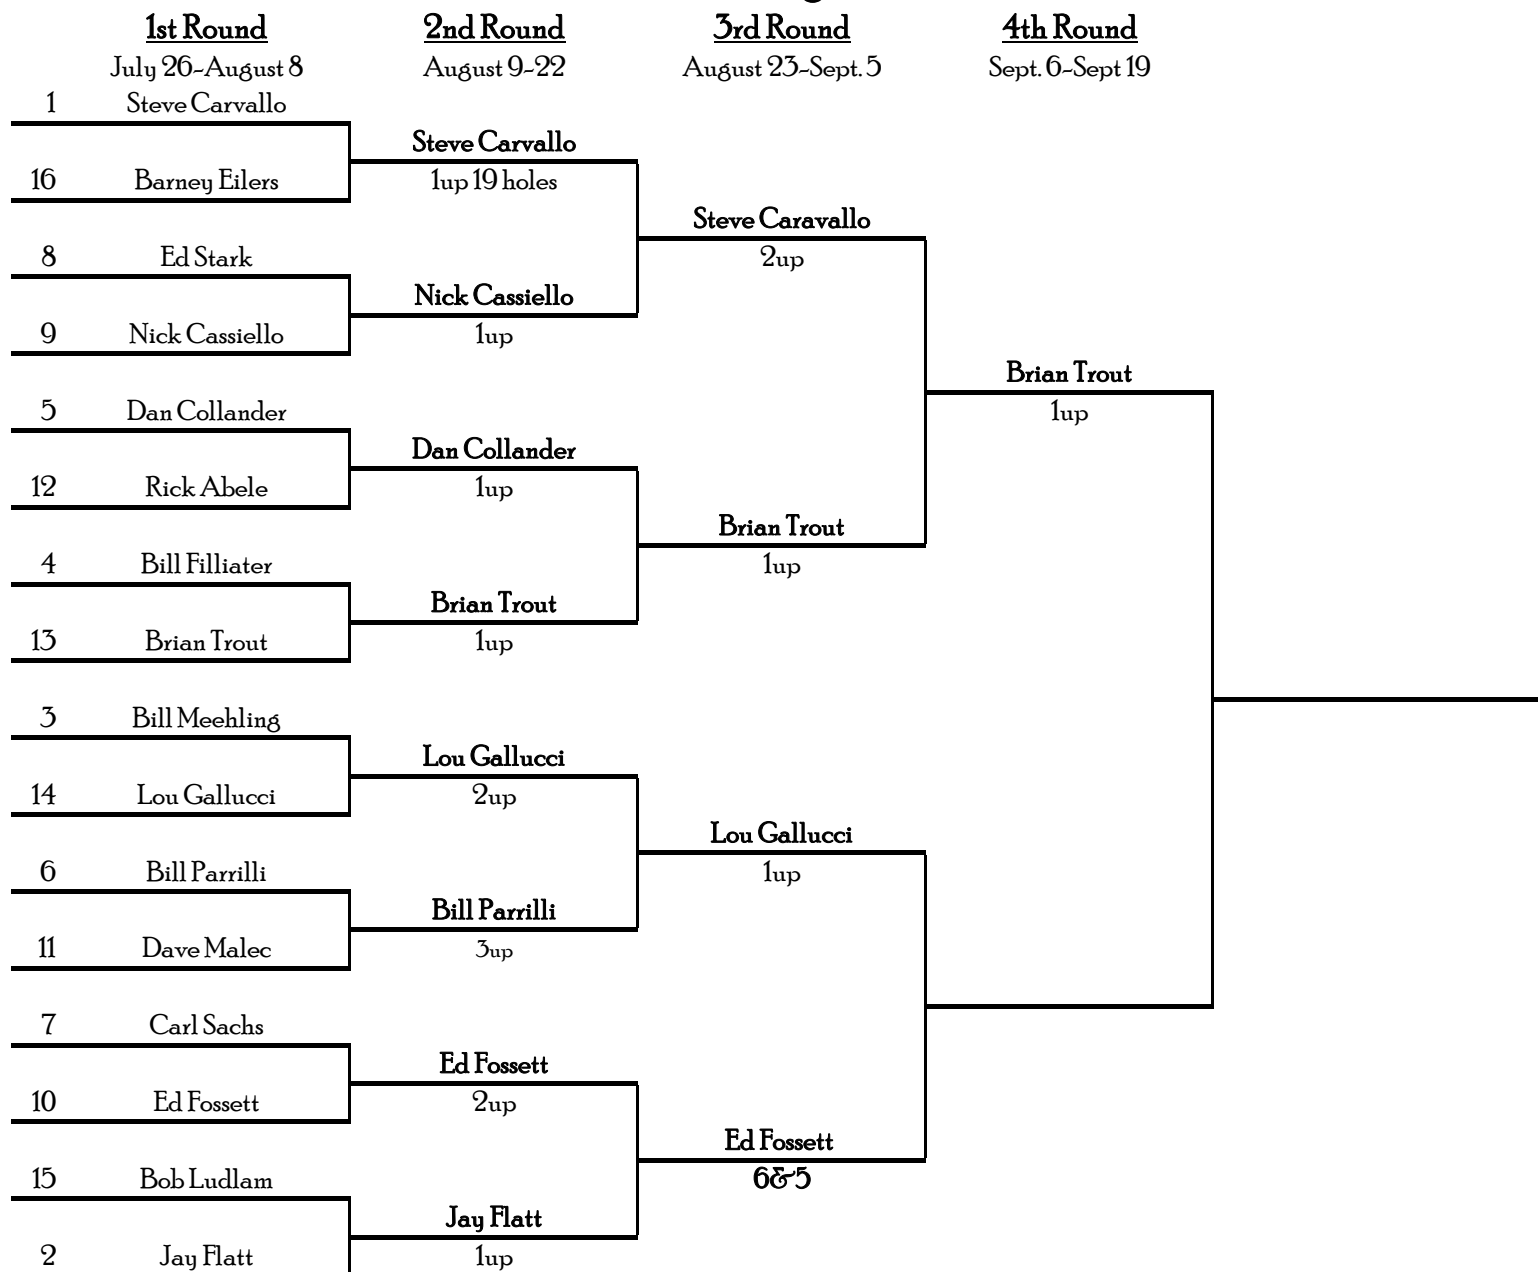 1st Round 2nd Round 3rd Round 4th Round
July 26-August 8 August 9-22 August 23-Sept. 5 Sept. 6-Sept 19
1 Steve Carvallo
Steve Carvallo
16 Barney Eilers 1up 19 holes
Steve Caravallo
8 Ed Stark 2up
Nick Cassiello
9 Nick Cassiello 1up
Brian Trout
5 Dan Collander 1up
Dan Collander
12 Rick Abele 1up
Brian Trout
4 Bill Filliater 1up
Brian Trout
13 Brian Trout 1up
3 Bill Meehling
Lou Gallucci
14 Lou Gallucci 2up
Lou Gallucci
6 Bill Parrilli 1up
Bill Parrilli
11 Dave Malec 3up
7 Carl Sachs
Ed Fossett
10 Ed Fossett 2up
Ed Fossett
15 Bob Ludlam 6&5
Jay Flatt
2 Jay Flatt 1up